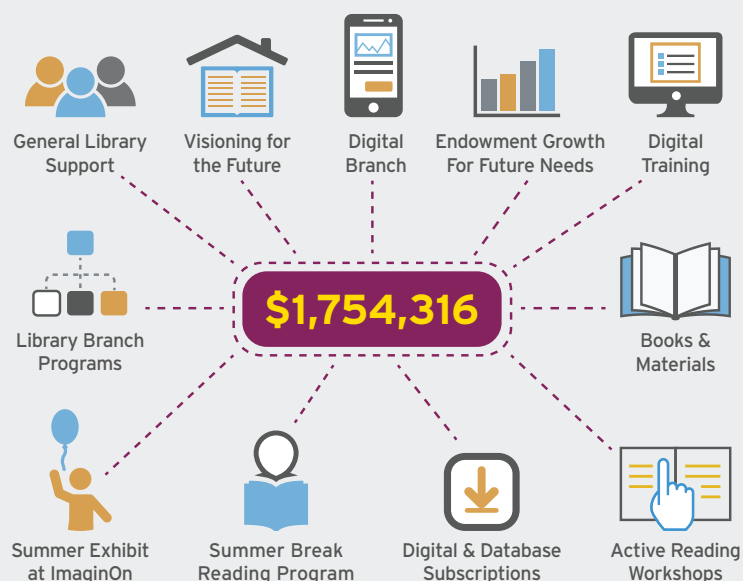 General Library
Support
Visioning for
the Future
Digital
Branch
Endowment Growth
For Future Needs
Digital
Training
Library Branch
Programs
$1,754,316
Books &
Materials
Summer Exhibit
at ImaginOn
Summer Break
Reading Program
Digital & Database
Subscriptions
Active Reading
Workshops